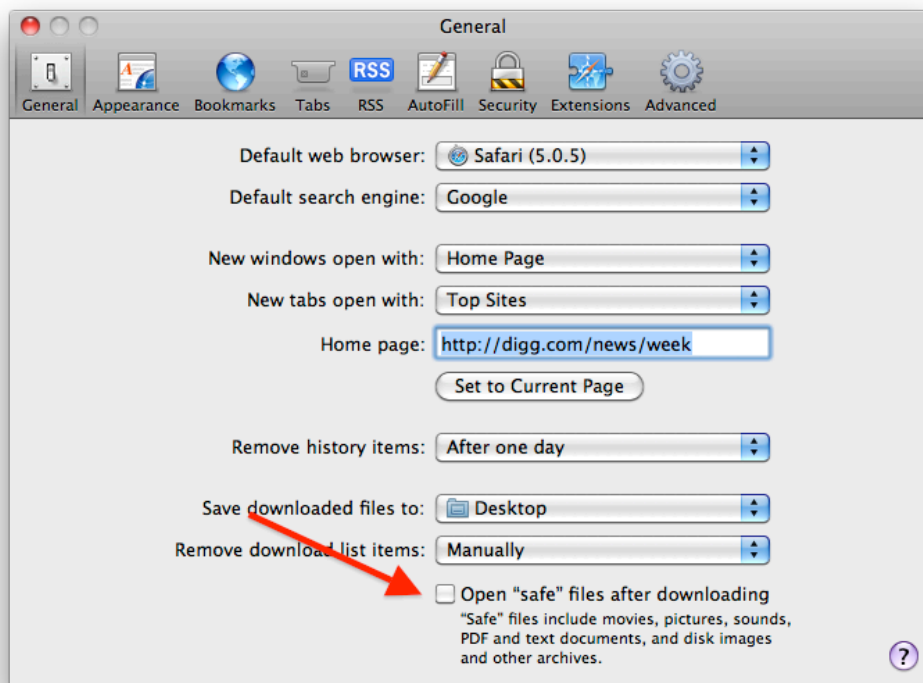 General
General Appearance Bookmarks Tabs RSS AutoFill Security Extensions Advanced
RSS
Default web browser: Safari (5.0.5)
Default search engine: Google
New windows open with: Home Page
New tabs open with: Top Sites
Home page: http://digg.com/news/week
Set to Current Page
Remove history items: After one day
Save downloaded files to: Desktop
Remove download list items: Manually
Open “safe” files after downloading
“Safe” files include movies, pictures, sounds,
PDF and text documents, and disk images
and other archives.
?